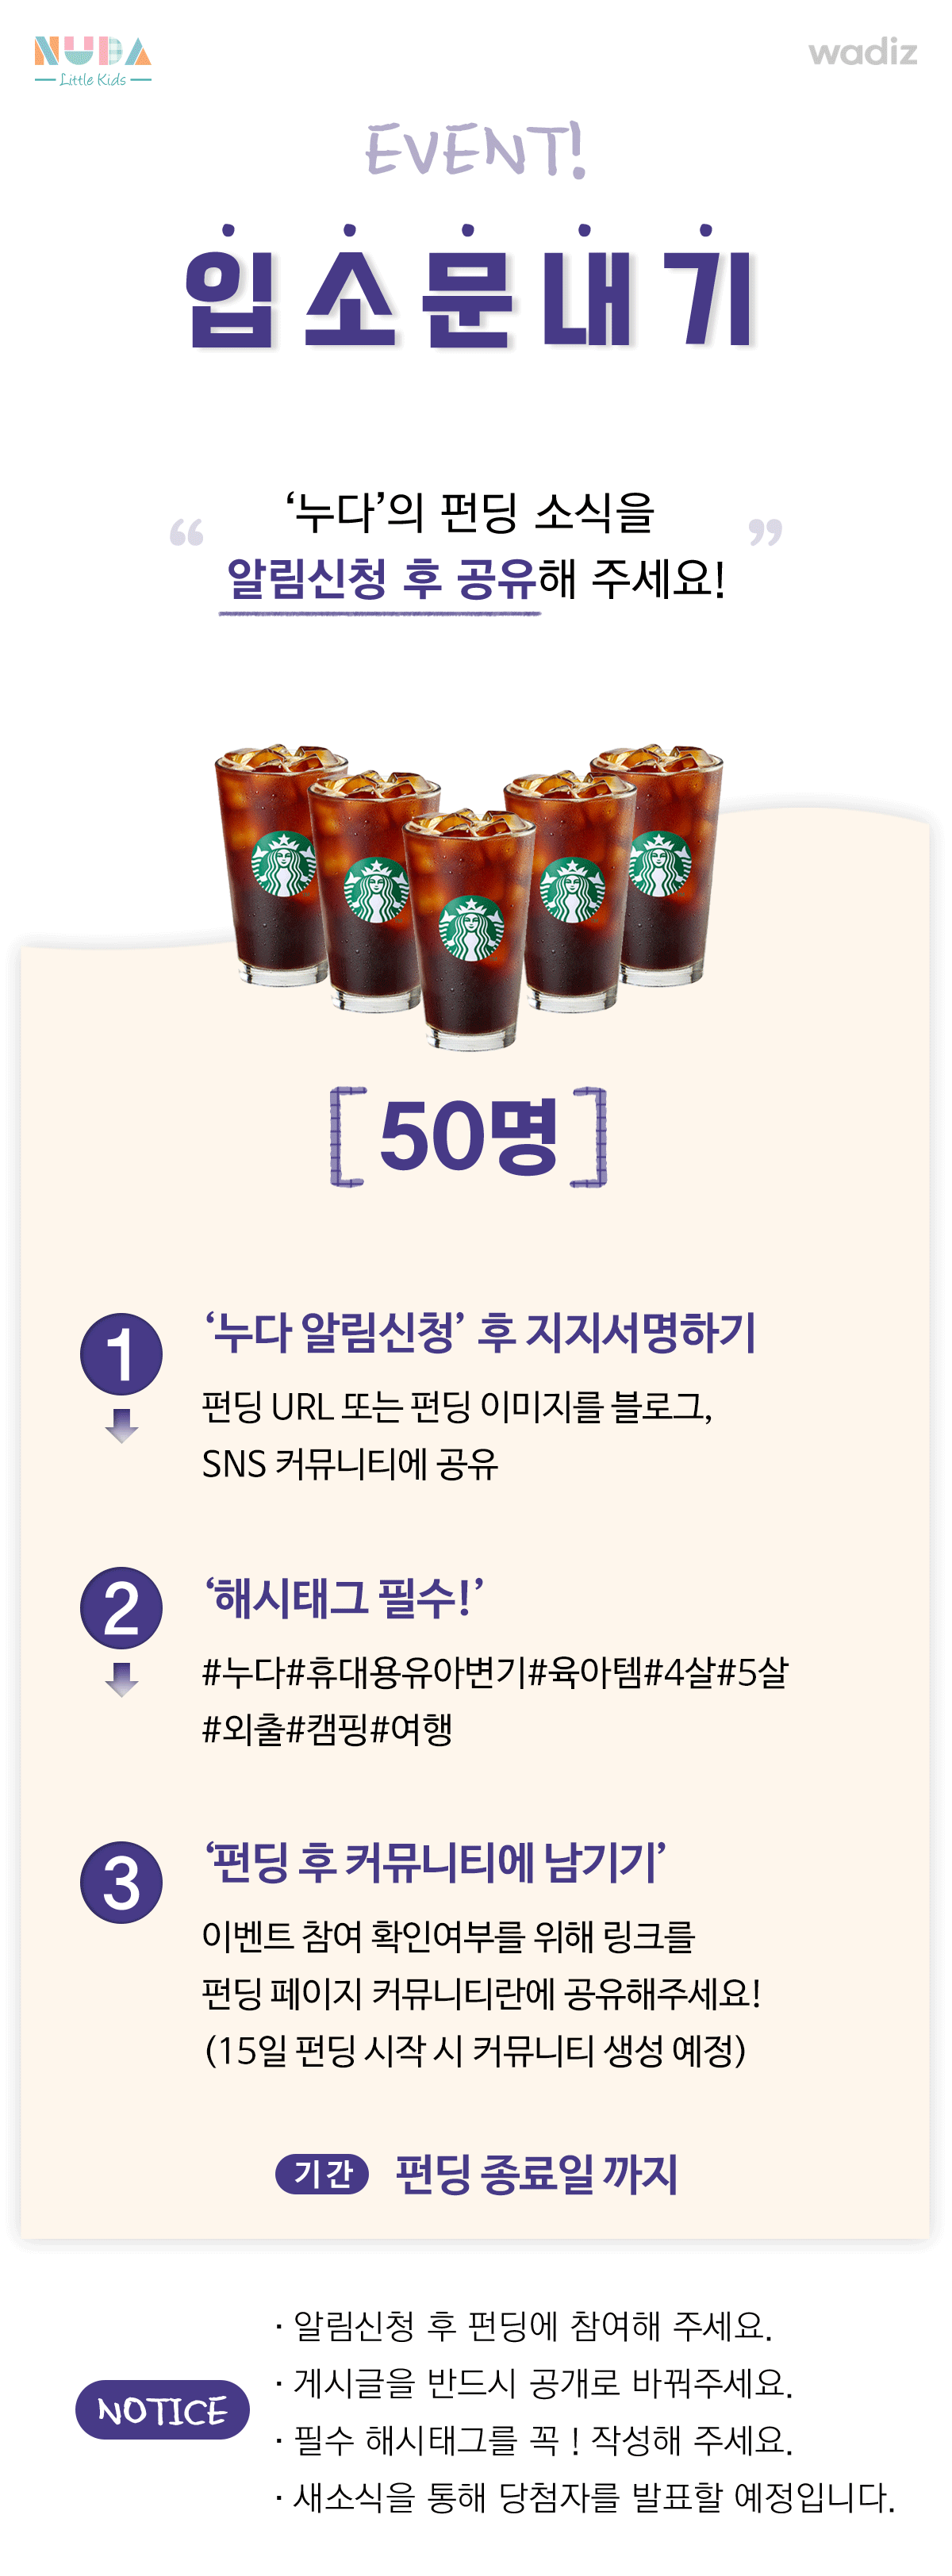 NUDA
Little Kids
wadiz
EVENT!
입소문내기
‘누다’의 펀딩 소식을
“ 알림신청 후 공유해 주세요! ”
[50명]
1
‘누다 알림신청’ 후 지지서명하기
펀딩 URL 또는 펀딩 이미지를 블로그,
SNS 커뮤니티에 공유
2
‘해시태그 필수!’
#누다#휴대용유아변기#육아템#4살#5살
#외출#캠핑#여행
3
‘펀딩 후 커뮤니티에 남기기’
이벤트 참여 확인여부를 위해 링크를
펀딩 페이지 커뮤니티란에 공유해주세요!
(15일 펀딩 시작 시 커뮤니티 생성 예정)
기간 펀딩 종료일 까지
NOTICE
· 알림신청 후 펀딩에 참여해 주세요.
· 게시글을 반드시 공개로 바꿔주세요.
· 필수 해시태그를 꼭 ! 작성해 주세요.
· 새소식을 통해 당첨자를 발표할 예정입니다.